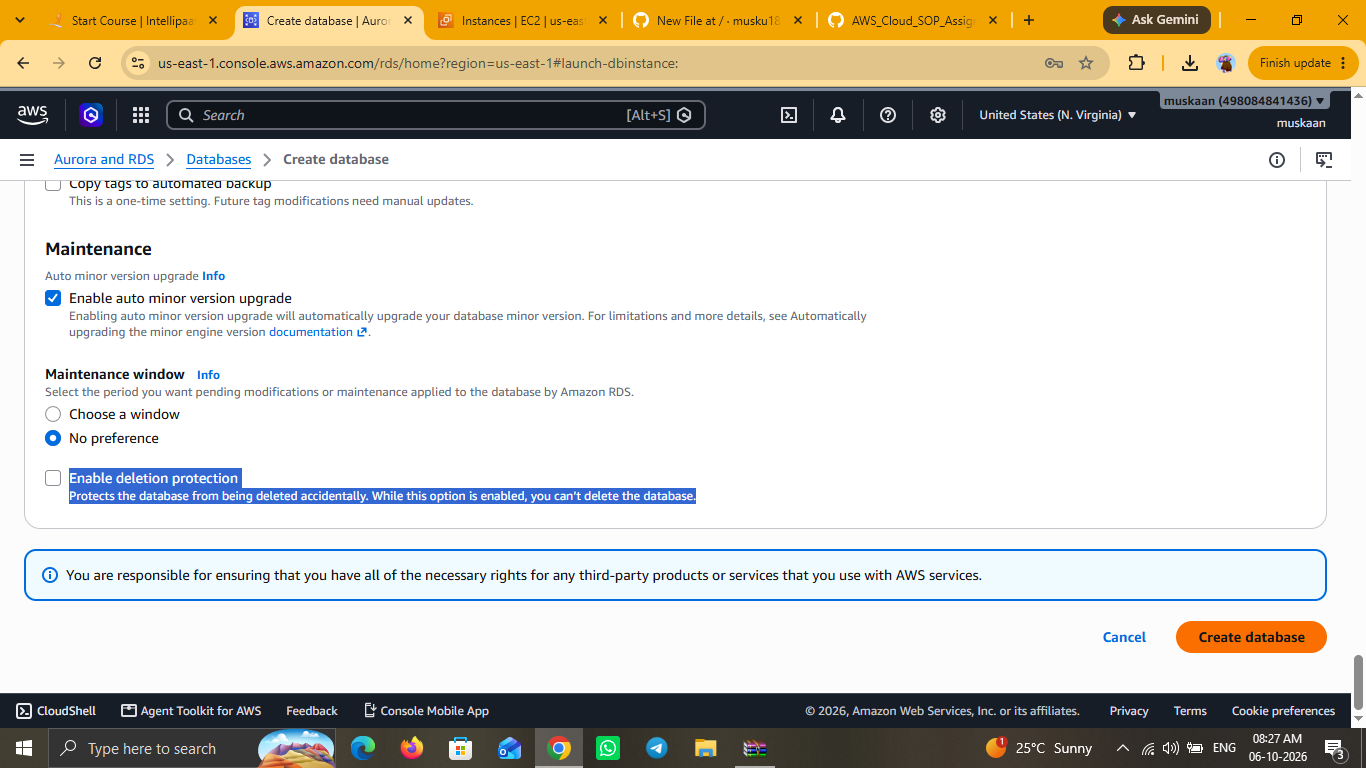 Start Course | Intellipaa
Create database | Auro
Instances | EC2 | us-eas
New File at / · musku18
AWS_Cloud_SOP_Assig
Ask Gemini
us-east-1.console.aws.amazon.com/rds/home?region=us-east-1#launch-dbinstance:
Finish update
aws
Search
[Alt+S]
United States (N. Virginia)
muskaan (498084841436)
muskaan
Aurora and RDS
Databases
Create database
Copy tags to automated backup
This is a one-time setting. Future tag modifications need manual updates.
Maintenance
Auto minor version upgrade Info
Enable auto minor version upgrade
Enabling auto minor version upgrade will automatically upgrade your database minor version. For limitations and more details, see Automatically
upgrading the minor engine version documentation.
Maintenance window Info
Select the period you want pending modifications or maintenance applied to the database by Amazon RDS.
Choose a window
No preference
Enable deletion protection
Protects the database from being deleted accidentally. While this option is enabled, you can't delete the database.
You are responsible for ensuring that you have all of the necessary rights for any third-party products or services that you use with AWS services.
Cancel
Create database
CloudShell
Agent Toolkit for AWS
Feedback
Console Mobile App
© 2026, Amazon Web Services, Inc. or its affiliates.
Privacy
Terms
Cookie preferences
Type here to search
1
25°C Sunny
ENG
08:27 AM
06-10-2026
3